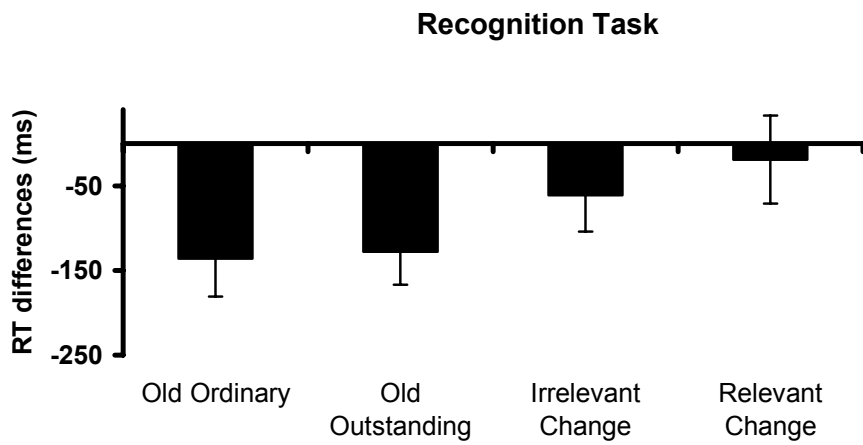 Recognition Task
RT differences (ms)
-50
-150
-250
Old Ordinary
Old
Outstanding
Irrelevant
Change
Relevant
Change